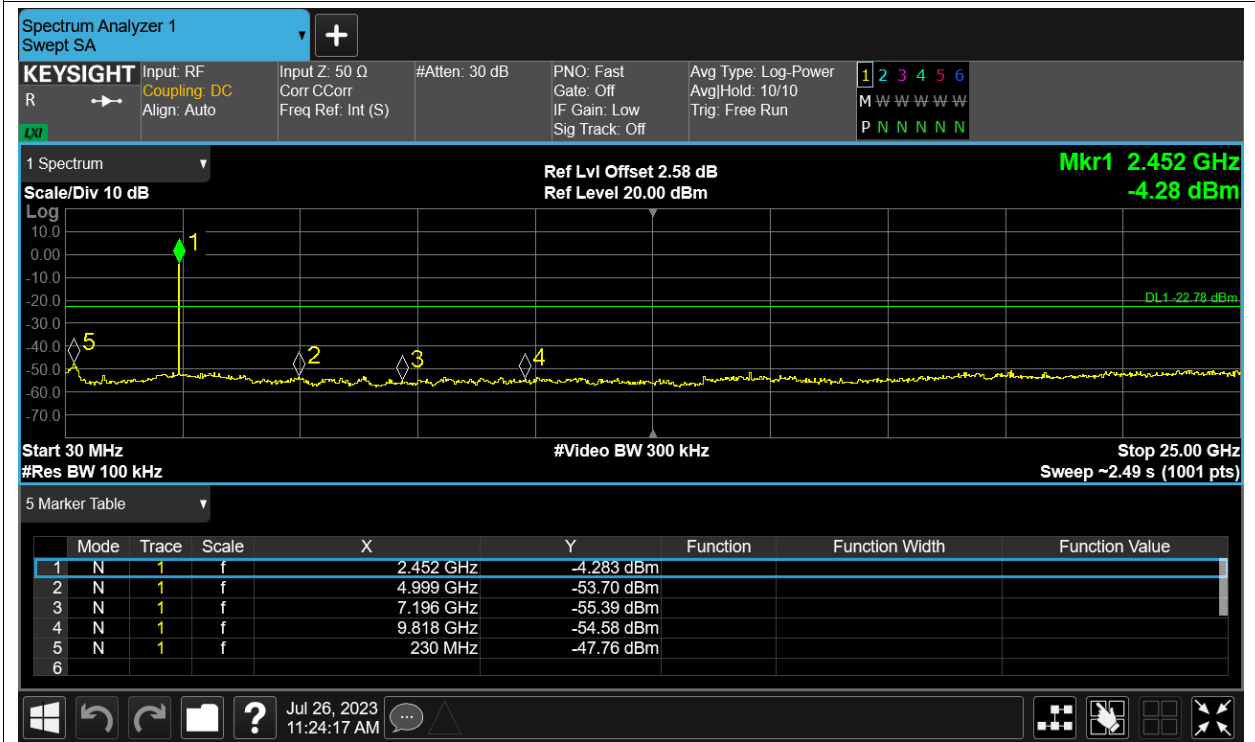 Spectrum Analyzer 1
Swept SA
+
KEYSIGHT
R
LXI
Input: RF
Coupling: DC
Align: Auto
Input Z: 50 Ω
Corr CCorr
Freq Ref: Int (S)
#Atten: 30 dB
PNO: Fast
Gate: Off
IF Gain: Low
Sig Track: Off
Avg Type: Log-Power
Avg|Hold: 10/10
Trig: Free Run
1 2 3 4 5 6
M W W W W W
P N N N N N
1 Spectrum
Scale/Div 10 dB
Ref Lvl Offset 2.58 dB
Ref Level 20.00 dBm
Mkr1 2.452 GHz
-4.28 dBm
Log
10.0
0.00
-10.0
-20.0
-30.0
-40.0
-50.0
-60.0
-70.0
1
DL1 -22.78 dBm
5
2
3
4
Start 30 MHz
#Video BW 300 kHz
Stop 25.00 GHz
#Res BW 100 kHz
Sweep ~2.49 s (1001 pts)
5 Marker Table
Mode Trace Scale X Y Function Function Width Function Value
1 N 1 f 2.452 GHz -4.283 dBm
2 N 1 f 4.999 GHz -53.70 dBm
3 N 1 f 7.196 GHz -55.39 dBm
4 N 1 f 9.818 GHz -54.58 dBm
5 N 1 f 230 MHz -47.76 dBm
6
?
Jul 26, 2023
11:24:17 AM